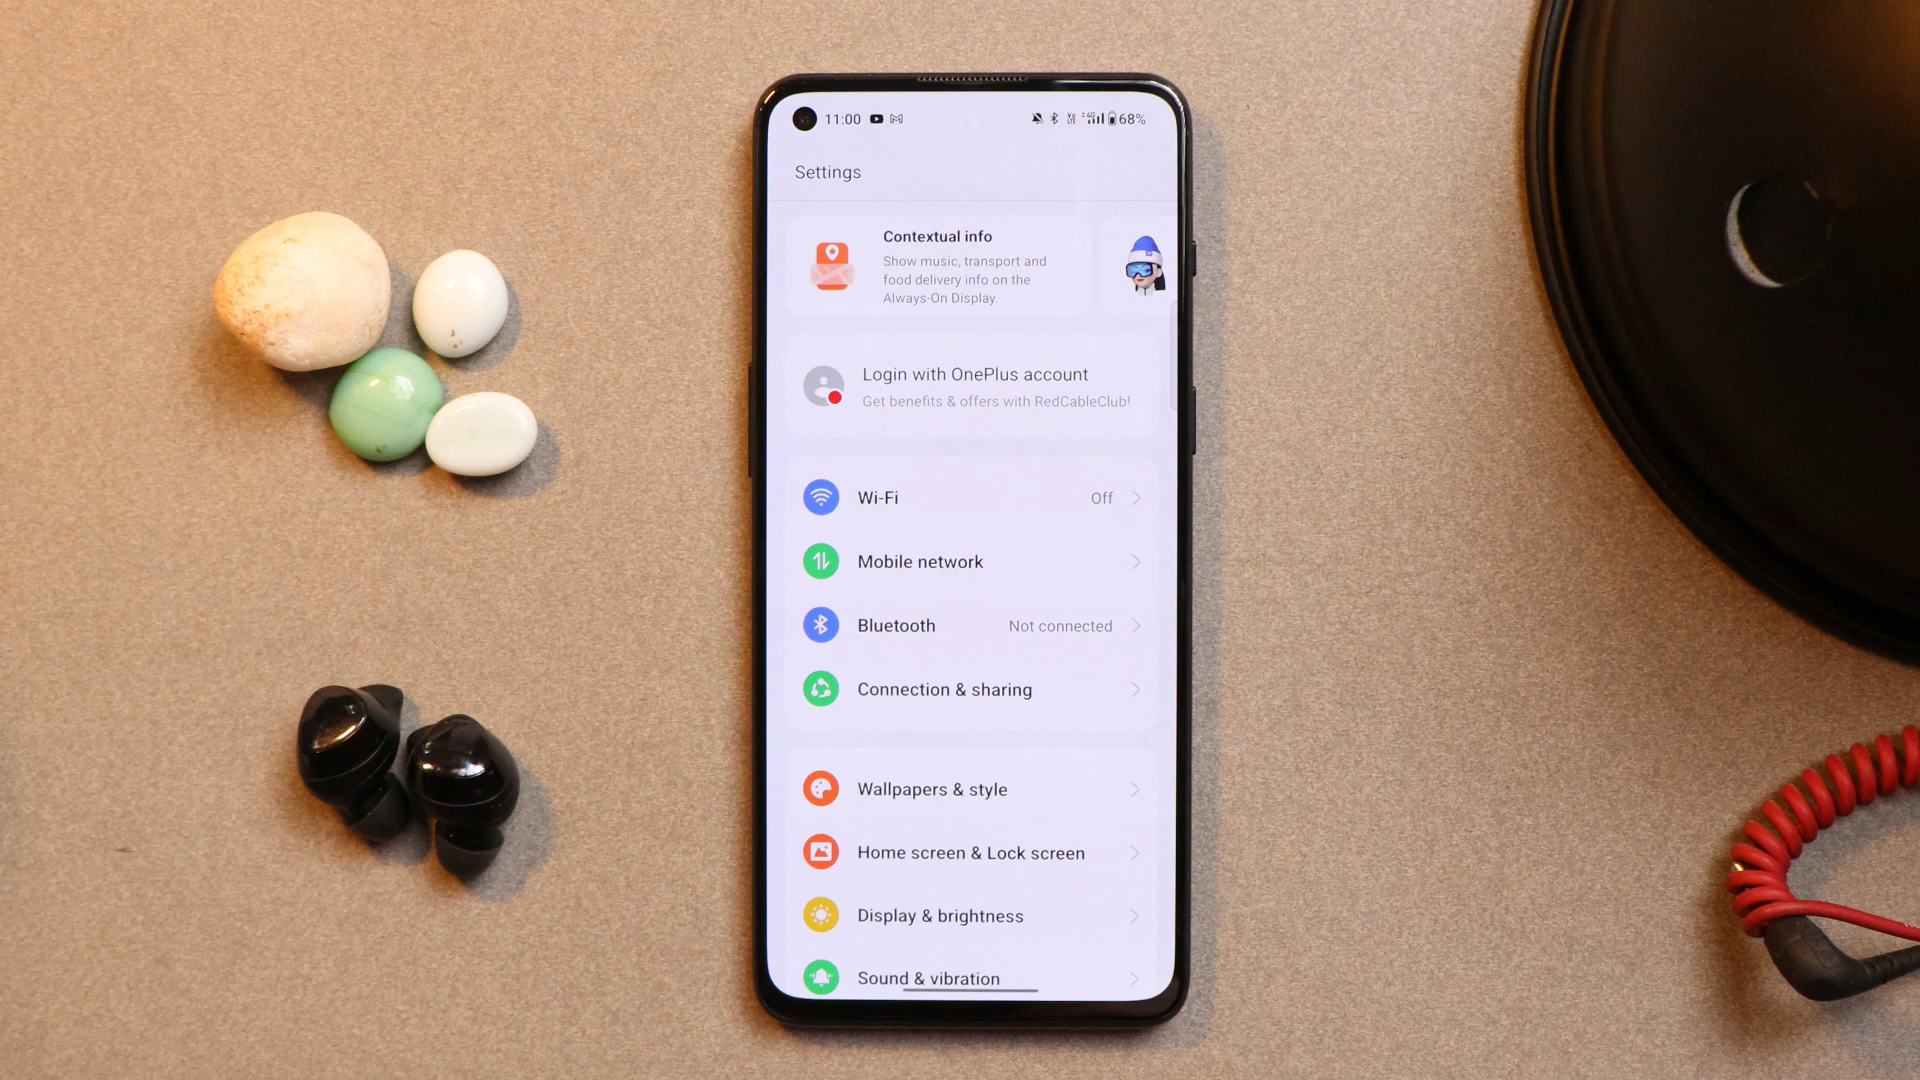 11:00 68%
Settings
Contextual info
Show music, transport and
food delivery info on the
Always-On Display.
Login with OnePlus account
Get benefits & offers with RedCableClub!
Wi-Fi Off
Mobile network
Bluetooth Not connected
Connection & sharing
Wallpapers & style
Home screen & Lock screen
Display & brightness
Sound & vibration